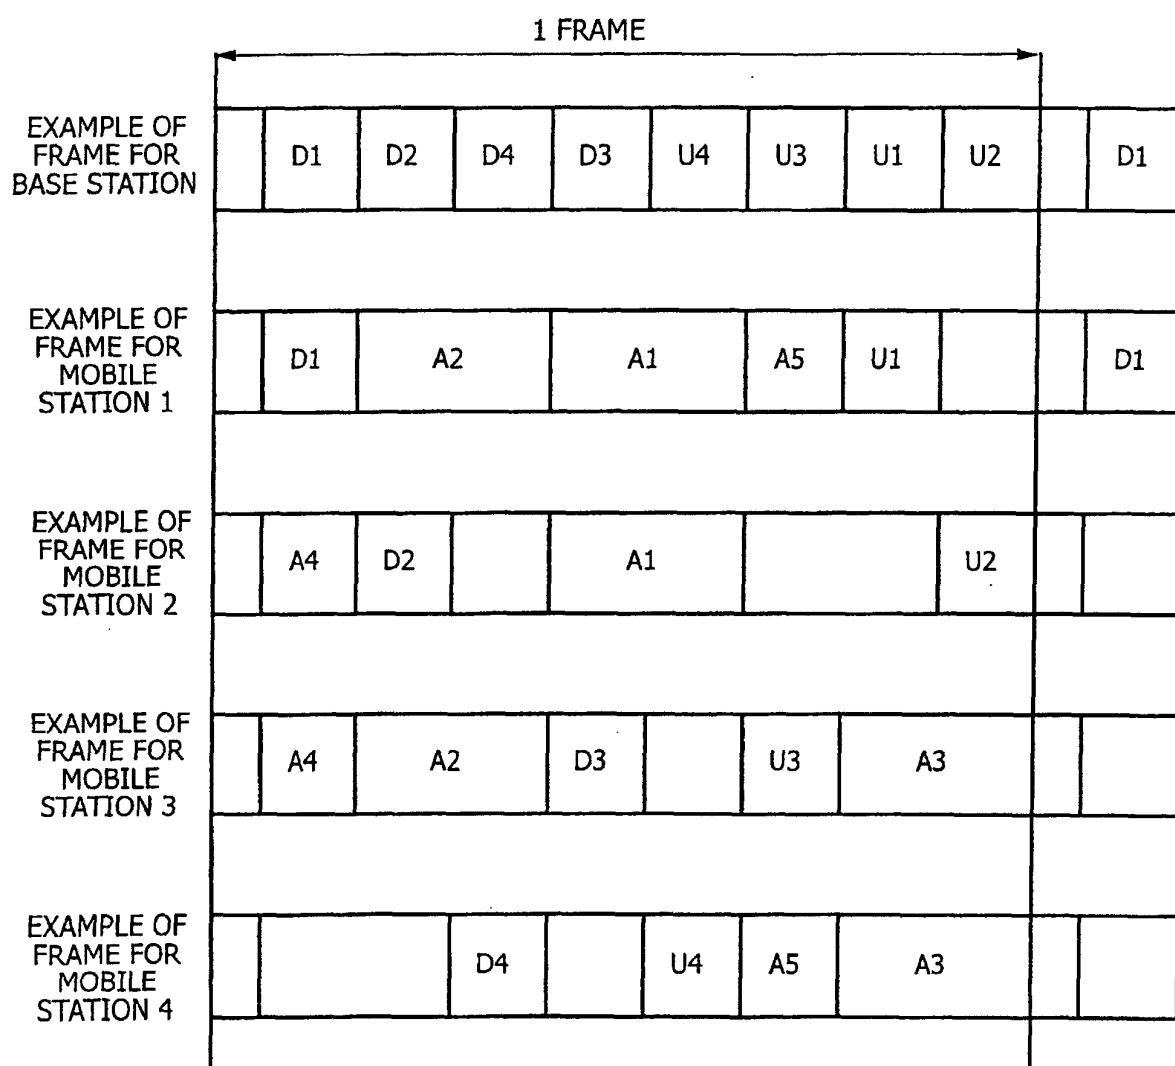 1 FRAME
EXAMPLE OF
FRAME FOR
BASE STATION
D1 D2 D4 D3 U4 U3 U1 U2 D1
EXAMPLE OF
FRAME FOR
MOBILE
STATION 1
D1 A2 A1 A5 U1 D1
EXAMPLE OF
FRAME FOR
MOBILE
STATION 2
A4 D2 A1 U2
EXAMPLE OF
FRAME FOR
MOBILE
STATION 3
A4 A2 D3 U3 A3
EXAMPLE OF
FRAME FOR
MOBILE
STATION 4
D4 U4 A5 A3